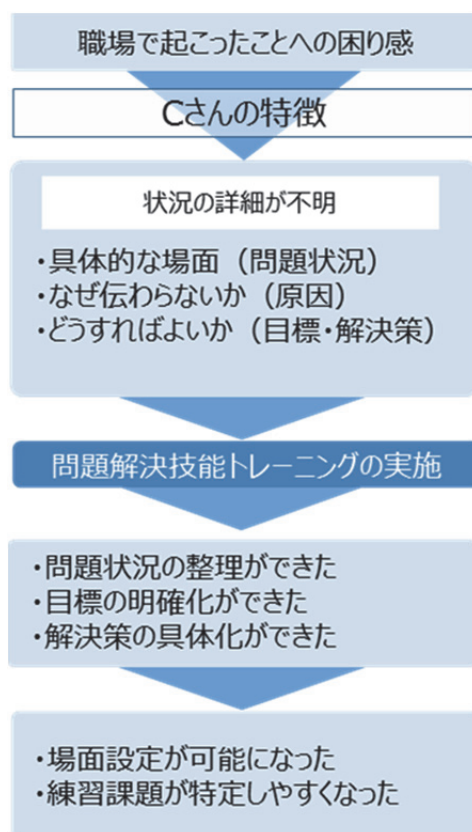 職場で起こったことへの困り感
Cさんの特徴
状況の詳細が不明
・具体的な場面（問題状況）
・なぜ伝わらないか（原因）
・どうすればよいか（目標・解決策）
問題解決技能トレーニングの実施
・問題状況の整理ができた
・目標の明確化ができた
・解決策の具体化ができた
・場面設定が可能になった
・練習課題が特定しやすくなった